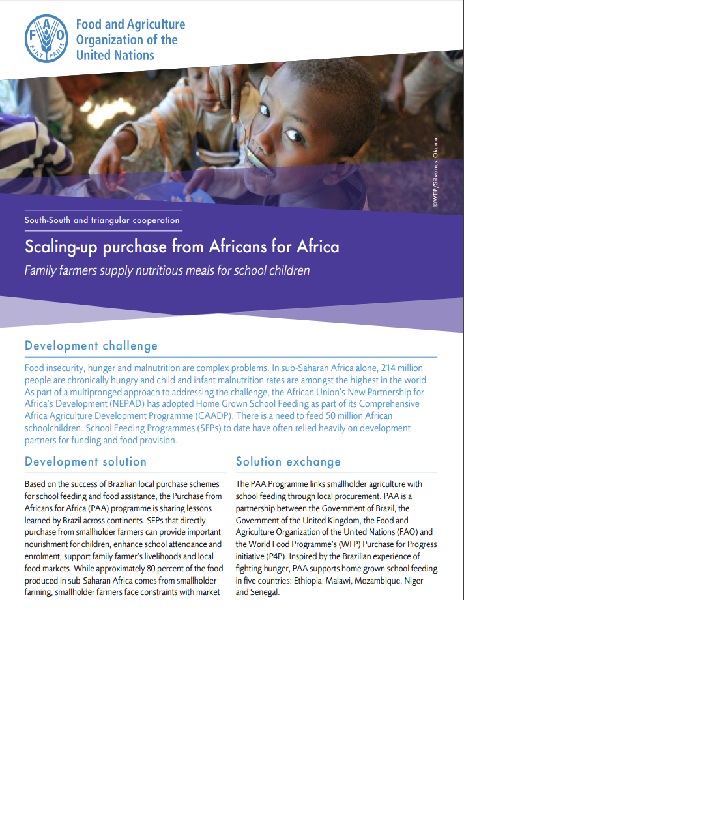 Food and Agriculture
Organization of the
United Nations
F A O
FIAT PANIS
South-South and triangular cooperation
Scaling-up purchase from Africans for Africa
Family farmers supply nutritious meals for school children
Development challenge
Food insecurity, hunger and malnutrition are complex problems. In sub-Saharan Africa alone, 214 million
people are chronically hungry and child and infant malnutrition rates are amongst the highest in the world.
As part of a multipronged approach to addressing the challenge, the African Union's New Partnership for
Africa's Development (NEPAD) has adopted Home Grown School Feeding as part of its Comprehensive
Africa Agriculture Development Programme (CAADP). There is a need to feed 50 million African
schoolchildren. School Feeding Programmes (SFPs) to date have often relied heavily on development
partners for funding and food provision.
Development solution
Based on the success of Brazilian local purchase schemes
for school feeding and food assistance, the Purchase from
Africans for Africa (PAA) programme is sharing lessons
learned by Brazil across continents. SFPs that directly
purchase from smallholder farmers can provide important
nourishment for children, enhance school attendance and
enrolment, support family farmer's livelihoods and local
food markets. While approximately 80 percent of the food
produced in sub-Saharan Africa comes from smallholder
farming, smallholder farmers face constraints with market
Solution exchange
The PAA Programme links smallholder agriculture with
school feeding through local procurement. PAA is a
partnership between the Government of Brazil, the
Government of the United Kingdom, the Food and
Agriculture Organization of the United Nations (FAO) and
the World Food Programme's (WFP) Purchase for Progress
initiative (P4P). Inspired by the Brazilian experience of
fighting hunger, PAA supports home grown school feeding
in five countries: Ethiopia, Malawi, Mozambique, Niger
and Senegal.